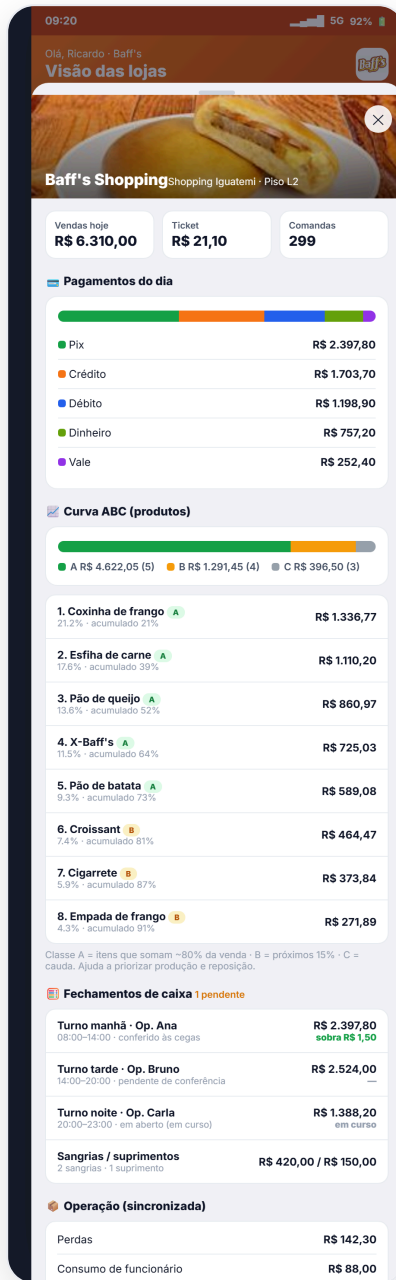 09:20
5G 92%
Olá, Ricardo · Baff's
Visão das lojas
Baff's
Baff's Shopping Shopping Iguatemi · Piso L2
Vendas hoje
R$ 6.310,00
Ticket
R$ 21,10
Comandas
299
Pagamentos do dia
Pix R$ 2.397,80
Crédito R$ 1.703,70
Débito R$ 1.198,90
Dinheiro R$ 757,20
Vale R$ 252,40
Curva ABC (produtos)
A R$ 4.622,05 (5) B R$ 1.291,45 (4) C R$ 396,50 (3)
1. Coxinha de frango A R$ 1.336,77
21.2% · acumulado 21%
2. Esfiha de carne A R$ 1.110,20
17.6% · acumulado 39%
3. Pão de queijo A R$ 860,97
13.6% · acumulado 52%
4. X-Baff's A R$ 725,03
11.5% · acumulado 64%
5. Pão de batata A R$ 589,08
9.3% · acumulado 73%
6. Croissant B R$ 464,47
7.4% · acumulado 81%
7. Cigarrete B R$ 373,84
5.9% · acumulado 87%
8. Empada de frango B R$ 271,89
4.3% · acumulado 91%
Classe A = itens que somam ~80% da venda · B = próximos 15% · C =
cauda. Ajuda a priorizar produção e reposição.
Fechamentos de caixa 1 pendente
Turno manhã · Op. Ana R$ 2.397,80
08:00–14:00 · conferido às cegas sobra R$ 1,50
Turno tarde · Op. Bruno R$ 2.524,00
14:00–20:00 · pendente de conferência —
Turno noite · Op. Carla R$ 1.388,20
20:00–23:00 · em aberto (em curso) em curso
Sangrias / suprimentos R$ 420,00 / R$ 150,00
2 sangrias · 1 suprimento
Operação (sincronizada)
Perdas R$ 142,30
Consumo de funcionário R$ 88,00